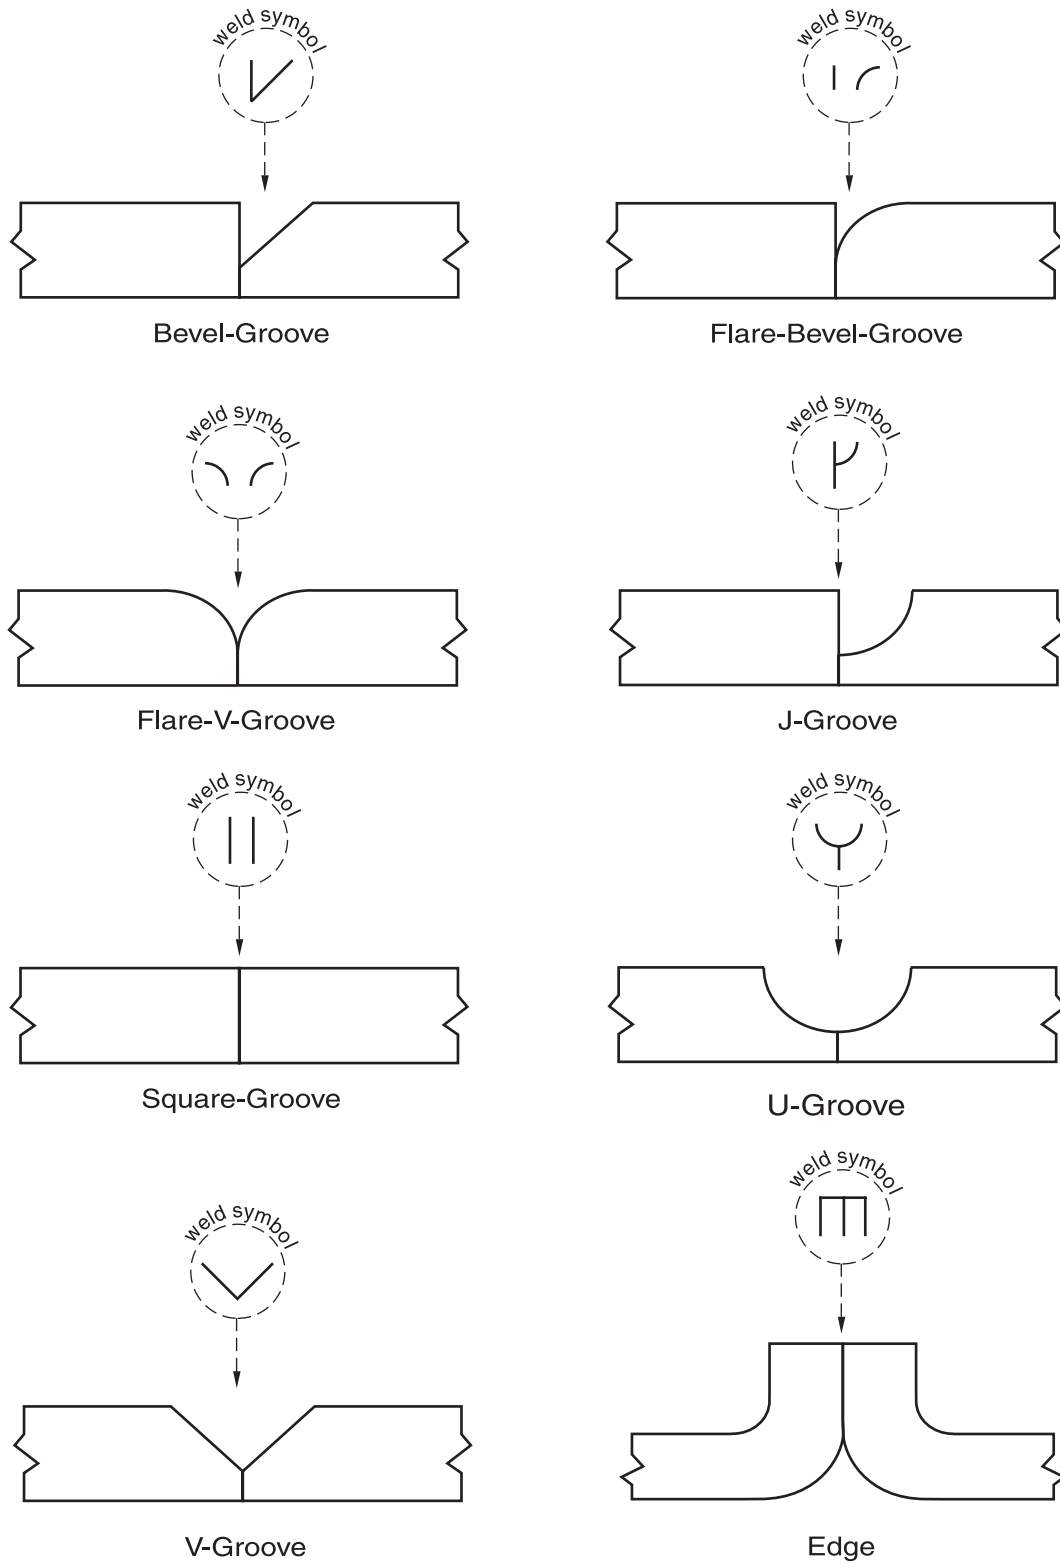 weld symbol
weld symbol
Bevel-Groove
Flare-Bevel-Groove
weld symbol
weld symbol
Flare-V-Groove
J-Groove
weld symbol
weld symbol
Square-Groove
U-Groove
weld symbol
weld symbol
V-Groove
Edge